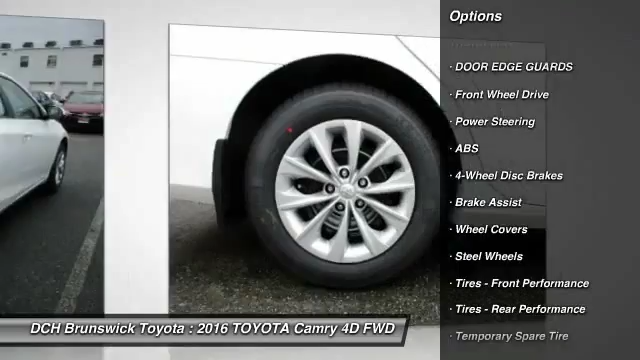 Options
· DOOR EDGE GUARDS
· Front Wheel Drive
· Power Steering
· ABS
· 4-Wheel Disc Brakes
· Brake Assist
· Wheel Covers
· Steel Wheels
· Tires - Front Performance
· Tires - Rear Performance
· Temporary Spare Tire
DCH Brunswick Toyota : 2016 TOYOTA Camry 4D FWD